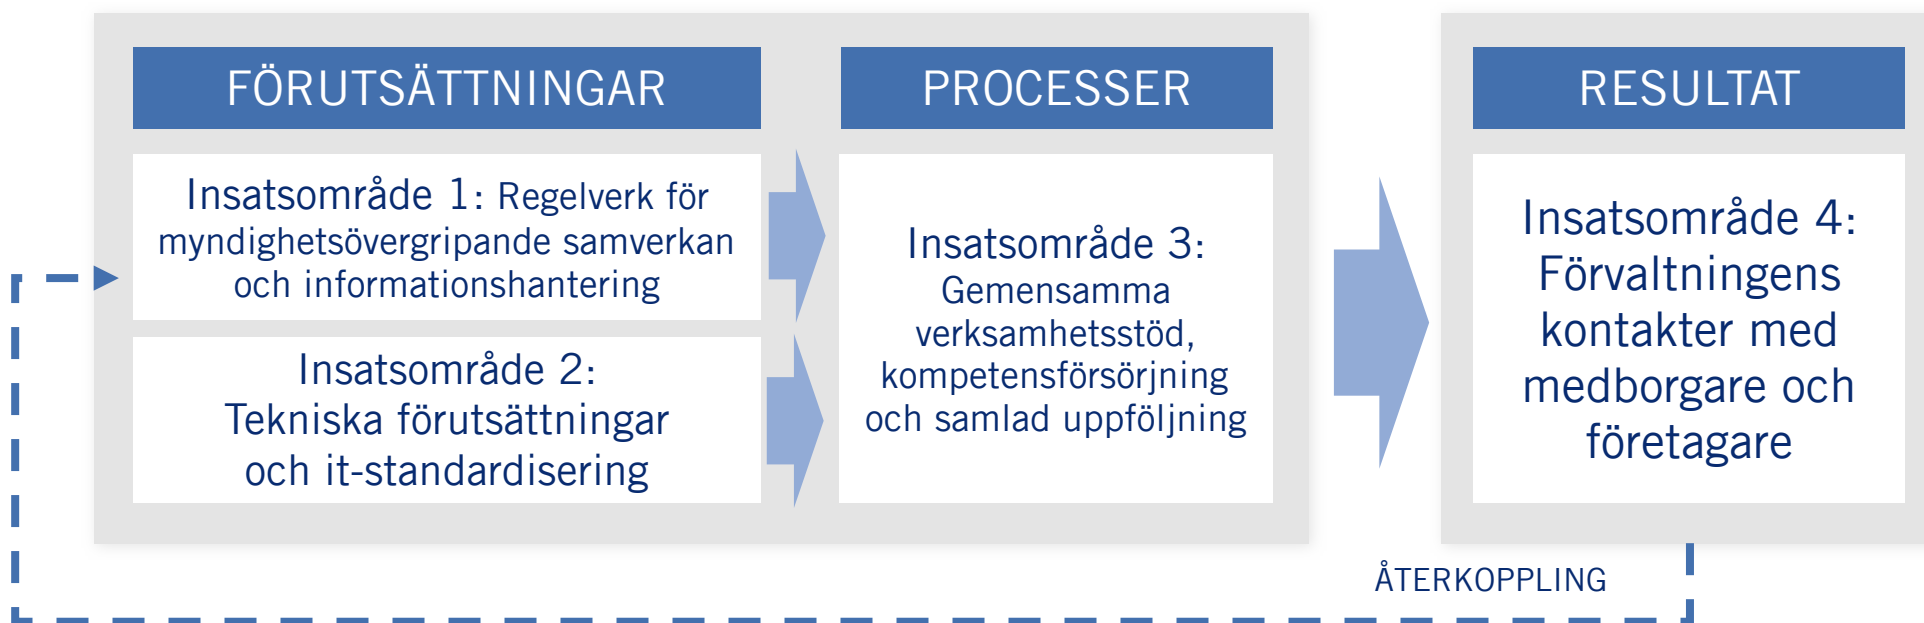 FÖRUTSÄTTNINGAR
Insatsområde 1: Regelverk för
myndighetsövergripande samverkan
och informationshantering
Insatsområde 2:
Tekniska förutsättningar
och it-standardisering
PROCESSER
Insatsområde 3:
Gemensamma
verksamhetsstöd,
kompetensförsörjning
och samlad uppföljning
RESULTAT
Insatsområde 4:
Förvaltningens
kontakter med
medborgare och
företagare
ÅTERKOPPLING